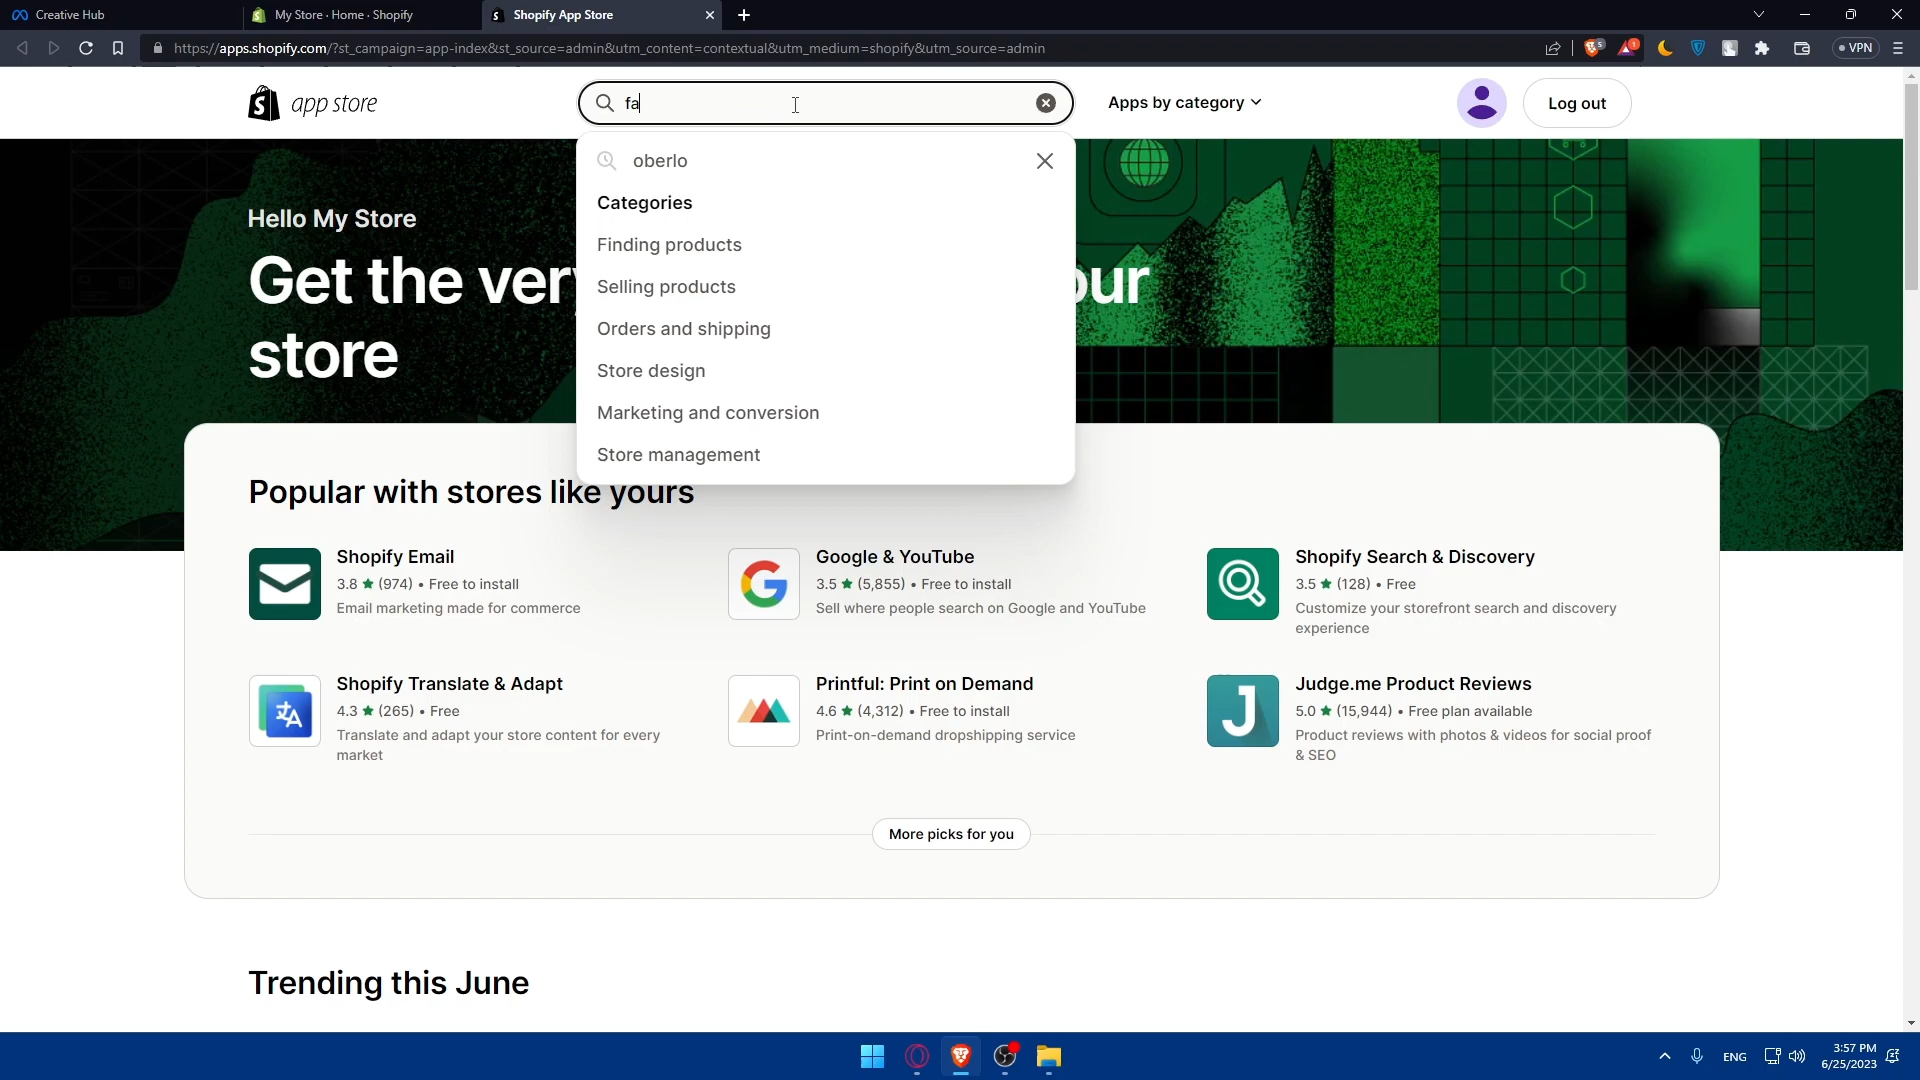 Creative Hub
My Store · Home · Shopify
Shopify App Store
https://apps.shopify.com/?st_campaign=app-index&st_source=admin&utm_content=contextual&utm_medium=shopify&utm_source=admin
5
1
VPN
app store
fa
Apps by category
Log out
oberlo
Categories
Finding products
Selling products
Orders and shipping
Store design
Marketing and conversion
Store management
Hello My Store
Get the ver
our
store
Popular with stores like yours
Shopify Email
3.8 ★ (974) • Free to install
Email marketing made for commerce
Google & YouTube
3.5 ★ (5,855) • Free to install
Sell where people search on Google and YouTube
Shopify Search & Discovery
3.5 ★ (128) • Free
Customize your storefront search and discovery
experience
Shopify Translate & Adapt
4.3 ★ (265) • Free
Translate and adapt your store content for every
market
Printful: Print on Demand
4.6 ★ (4,312) • Free to install
Print-on-demand dropshipping service
J
Judge.me Product Reviews
5.0 ★ (15,944) • Free plan available
Product reviews with photos & videos for social proof
& SEO
More picks for you
Trending this June
ENG
3:57 PM
6/25/2023